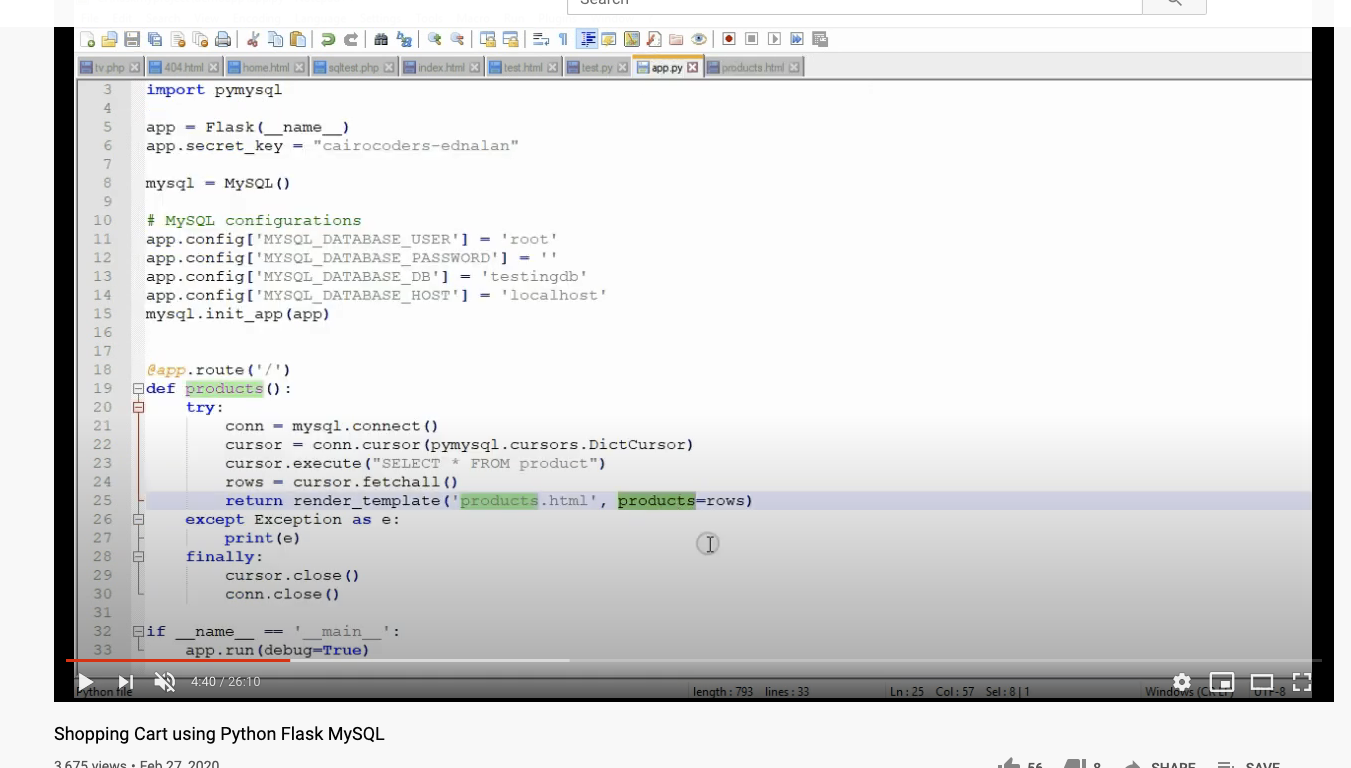 Search
tv.php 404.html home.html sqltest.php index.html test.html test.py app.py products.html
3 import pymysql
4
5 app = Flask(__name__)
6 app.secret_key = "cairocoders-ednalan"
7
8 mysql = MySQL()
9
10 # MySQL configurations
11 app.config['MYSQL_DATABASE_USER'] = 'root'
12 app.config['MYSQL_DATABASE_PASSWORD'] = ''
13 app.config['MYSQL_DATABASE_DB'] = 'testingdb'
14 app.config['MYSQL_DATABASE_HOST'] = 'localhost'
15 mysql.init_app(app)
16
17
18 @app.route('/')
19 def products():
20 try:
21 conn = mysql.connect()
22 cursor = conn.cursor(pymysql.cursors.DictCursor)
23 cursor.execute("SELECT * FROM product")
24 rows = cursor.fetchall()
25 return render_template('products.html', products=rows)
26 except Exception as e:
27 print(e)
28 finally:
29 cursor.close()
30 conn.close()
31
32 if __name__ == '__main__':
33 app.run(debug=True)
4:40 / 26:10
Python file length : 793 lines : 33 Ln : 25 Col : 57 Sel : 8 | 1 Windows (CR LF) UTF-8
Shopping Cart using Python Flask MySQL
3,675 views • Feb 27, 2020 56 8 SHARE SAVE